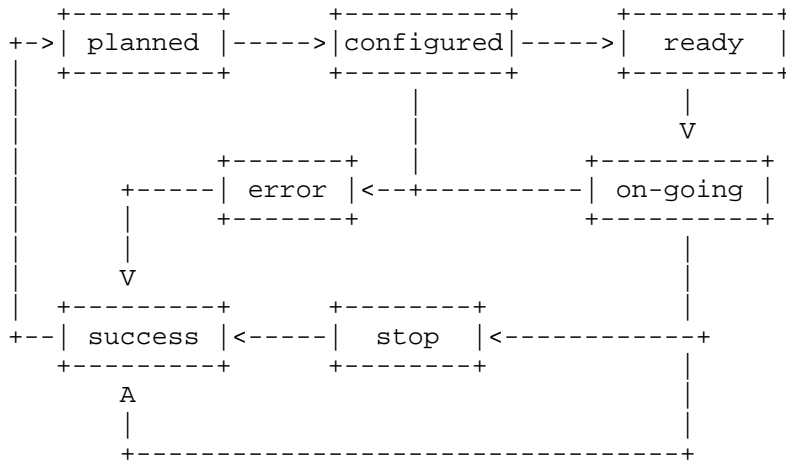 planned configured ready
V
error on-going
V
success stop
A